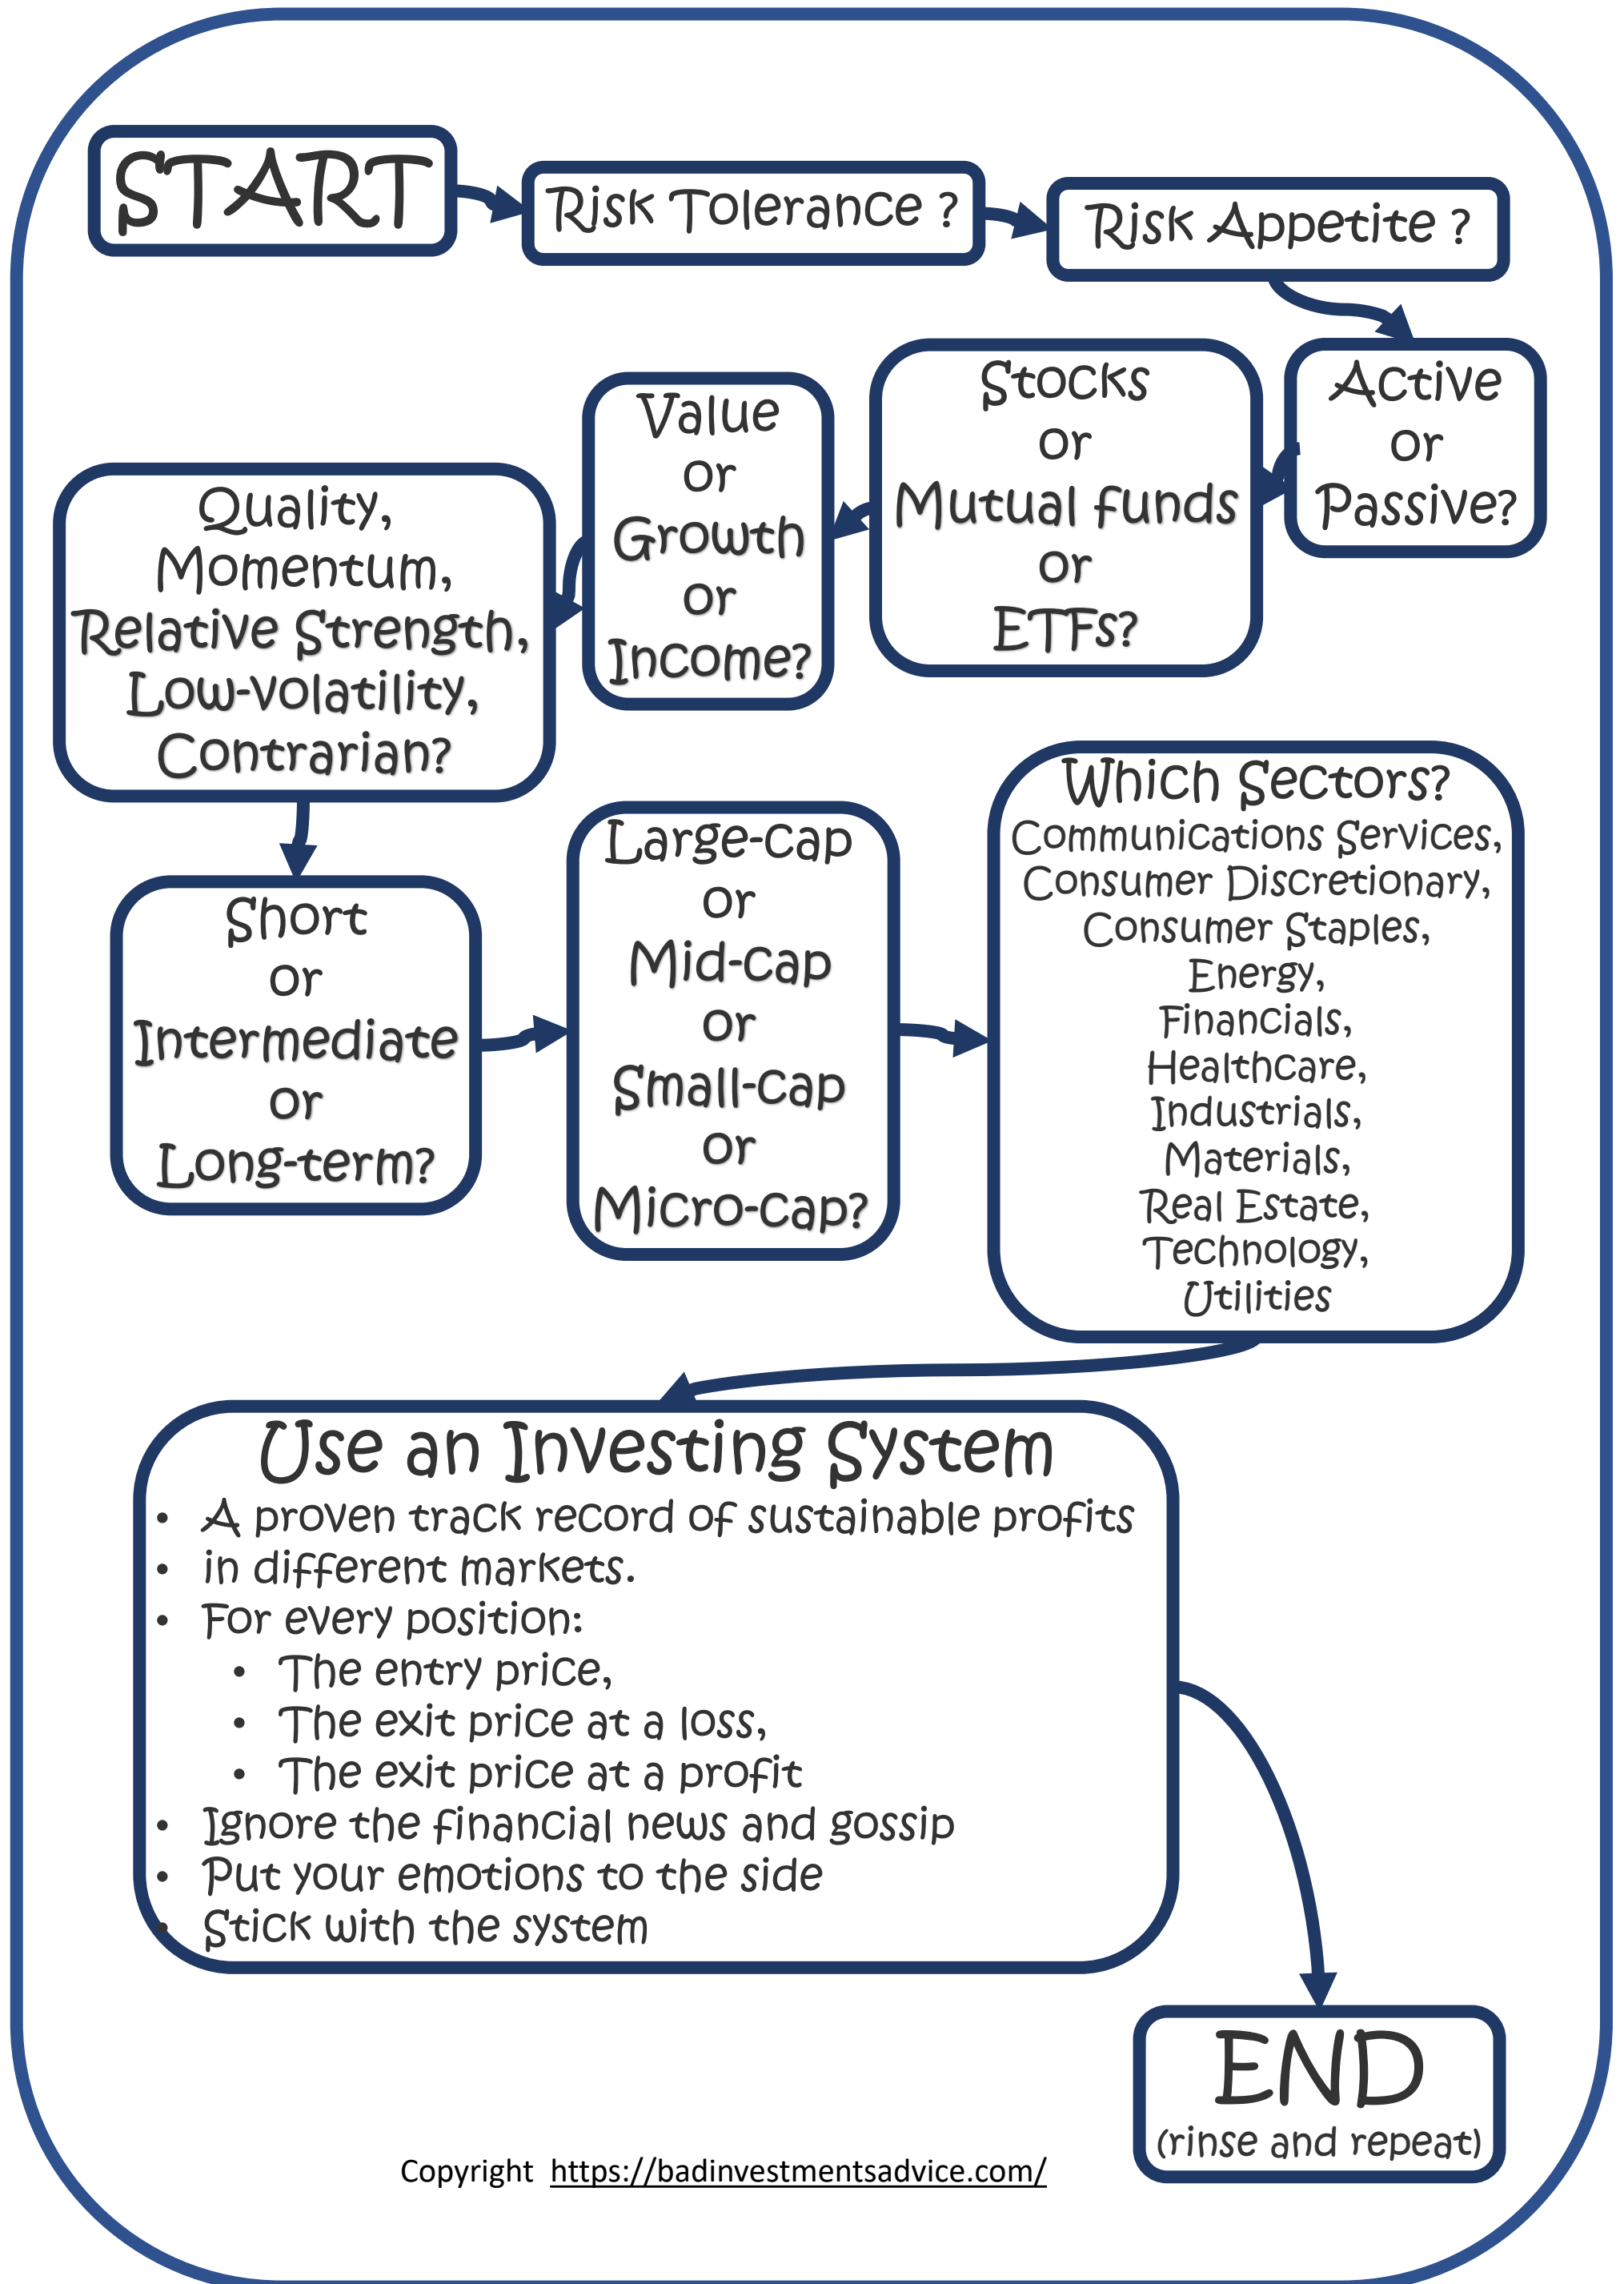 START
Risk Tolerance ?
Risk Appetite ?
Active
or
Passive?
Stocks
or
Mutual funds
or
ETFs?
Value
or
Growth
or
Income?
Quality,
Momentum,
Relative Strength,
Low-volatility,
Contrarian?
Short
or
Intermediate
or
Long-term?
Large-cap
or
Mid-cap
or
Small-cap
or
Micro-cap?
Which Sectors?
Communications Services,
Consumer Discretionary,
Consumer Staples,
Energy,
Financials,
Healthcare,
Industrials,
Materials,
Real Estate,
Technology,
Utilities
Use an Investing System
• A proven track record of sustainable profits
• in different markets.
• For every position:
• The entry price,
• The exit price at a loss,
• The exit price at a profit
• Ignore the financial news and gossip
• Put your emotions to the side
• Stick with the system
END
(rinse and repeat)
Copyright https://badinvestmentsadvice.com/